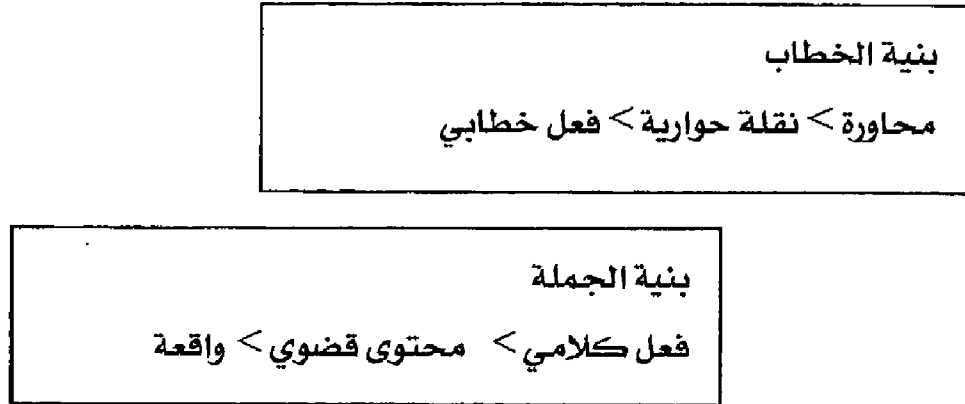 بنية الخطاب
محاورة > نقلة حوارية > فعل خطابي
بنية الجملة
فعل كلامي > محتوى قضوي > واقعة